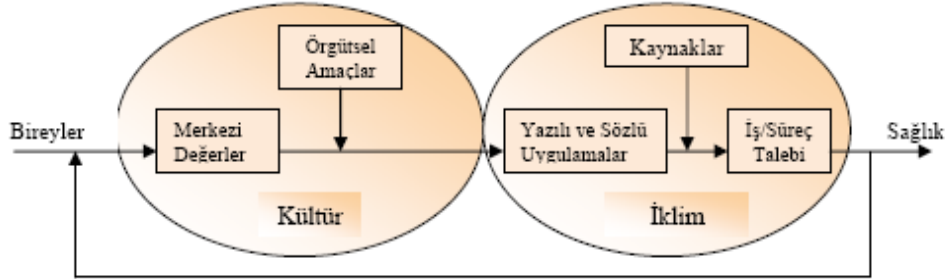 Örgütsel
Amaçlar
Kaynaklar
Bireyler
Merkezi
Değerler
Yazılı ve Sözlü
Uygulamalar
İş/Süreç
Talebi
Sağlık
Kültür
İklim